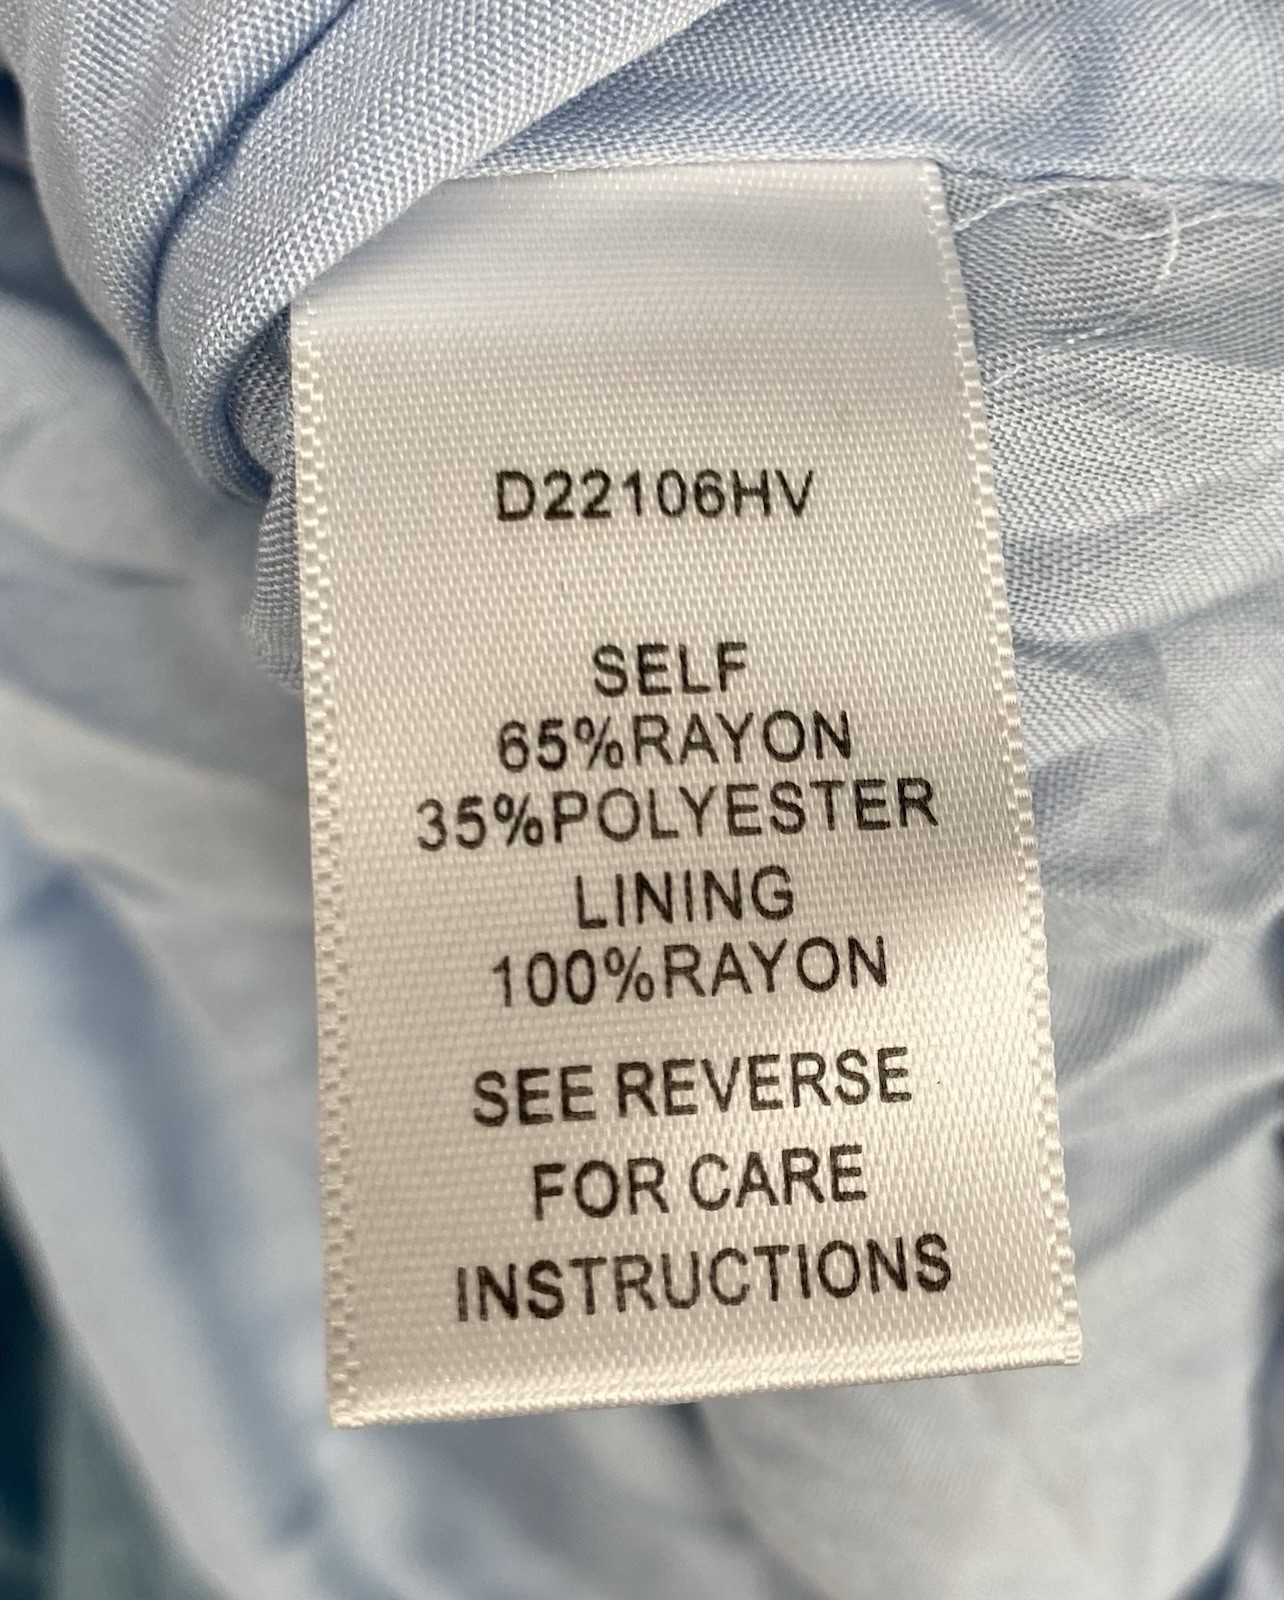 D22106HV
SELF
65%RAYON
35%POLYESTER
LINING
100%RAYON
SEE REVERSE
FOR CARE
INSTRUCTIONS